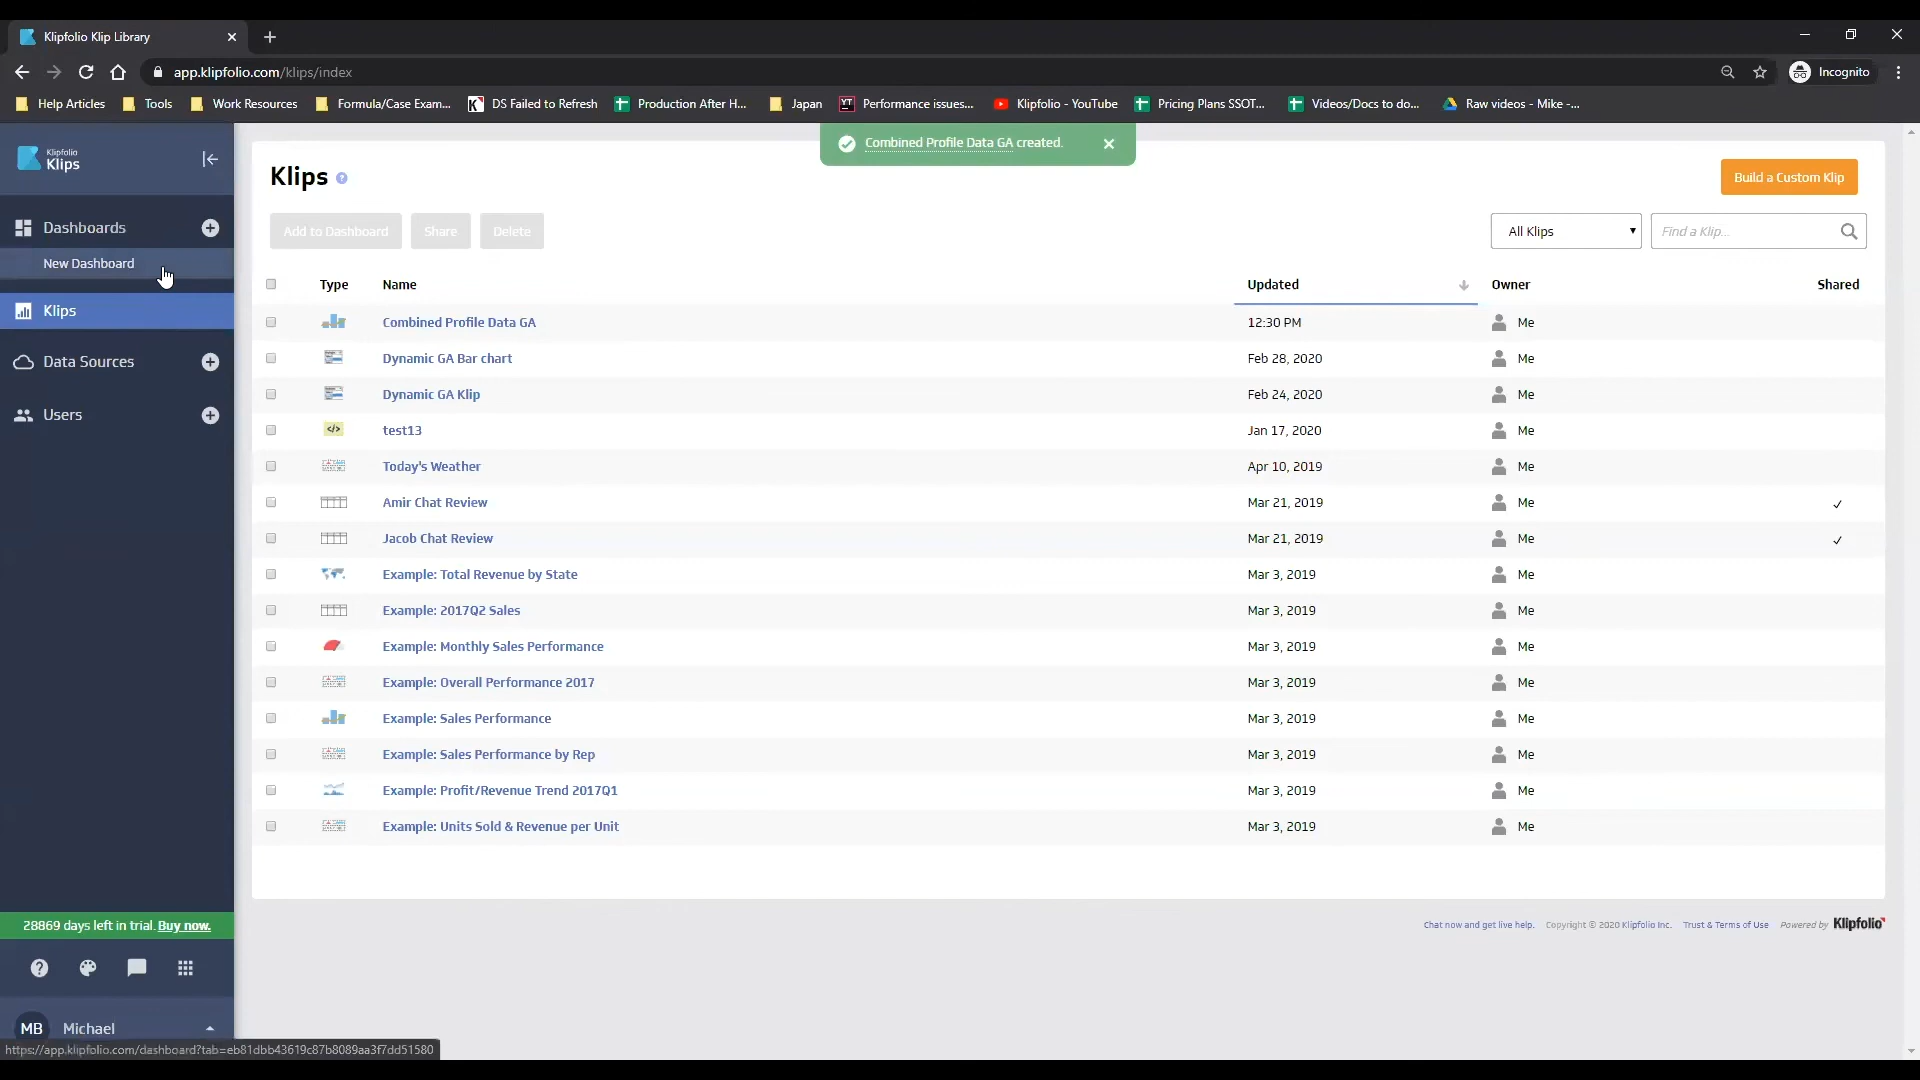 Klipfolio Klip Library
app.klipfolio.com/klips/index
Incognito
Help Articles
Tools
Work Resources
Formula/Case Exam...
DS Failed to Refresh
Production After H...
Japan
YT
Performance issues...
Klipfolio - YouTube
Pricing Plans SSOT...
Videos/Docs to do...
Raw videos - Mike -...
Klipfolio
Klips
Combined Profile Data GA created.
Klips
Build a Custom Klip
Dashboards
New Dashboard
Klips
Data Sources
Users
Add to Dashboard
Share
Delete
All Klips
Find a Klip...
Type Name Updated Owner Shared
Combined Profile Data GA 12:30 PM Me
Dynamic GA Bar chart Feb 28, 2020 Me
Dynamic GA Klip Feb 24, 2020 Me
</> test13 Jan 17, 2020 Me
Today's Weather Apr 10, 2019 Me
Amir Chat Review Mar 21, 2019 Me ✓
Jacob Chat Review Mar 21, 2019 Me ✓
Example: Total Revenue by State Mar 3, 2019 Me
Example: 2017Q2 Sales Mar 3, 2019 Me
Example: Monthly Sales Performance Mar 3, 2019 Me
Example: Overall Performance 2017 Mar 3, 2019 Me
Example: Sales Performance Mar 3, 2019 Me
Example: Sales Performance by Rep Mar 3, 2019 Me
Example: Profit/Revenue Trend 2017Q1 Mar 3, 2019 Me
Example: Units Sold & Revenue per Unit Mar 3, 2019 Me
28869 days left in trial. Buy now.
Chat now and get live help. Copyright © 2020 Klipfolio Inc. Trust & Terms of Use Powered by Klipfolio
MB Michael
https://app.klipfolio.com/dashboard?tab=eb81dbb43619c87b8089aa3f7dd51580